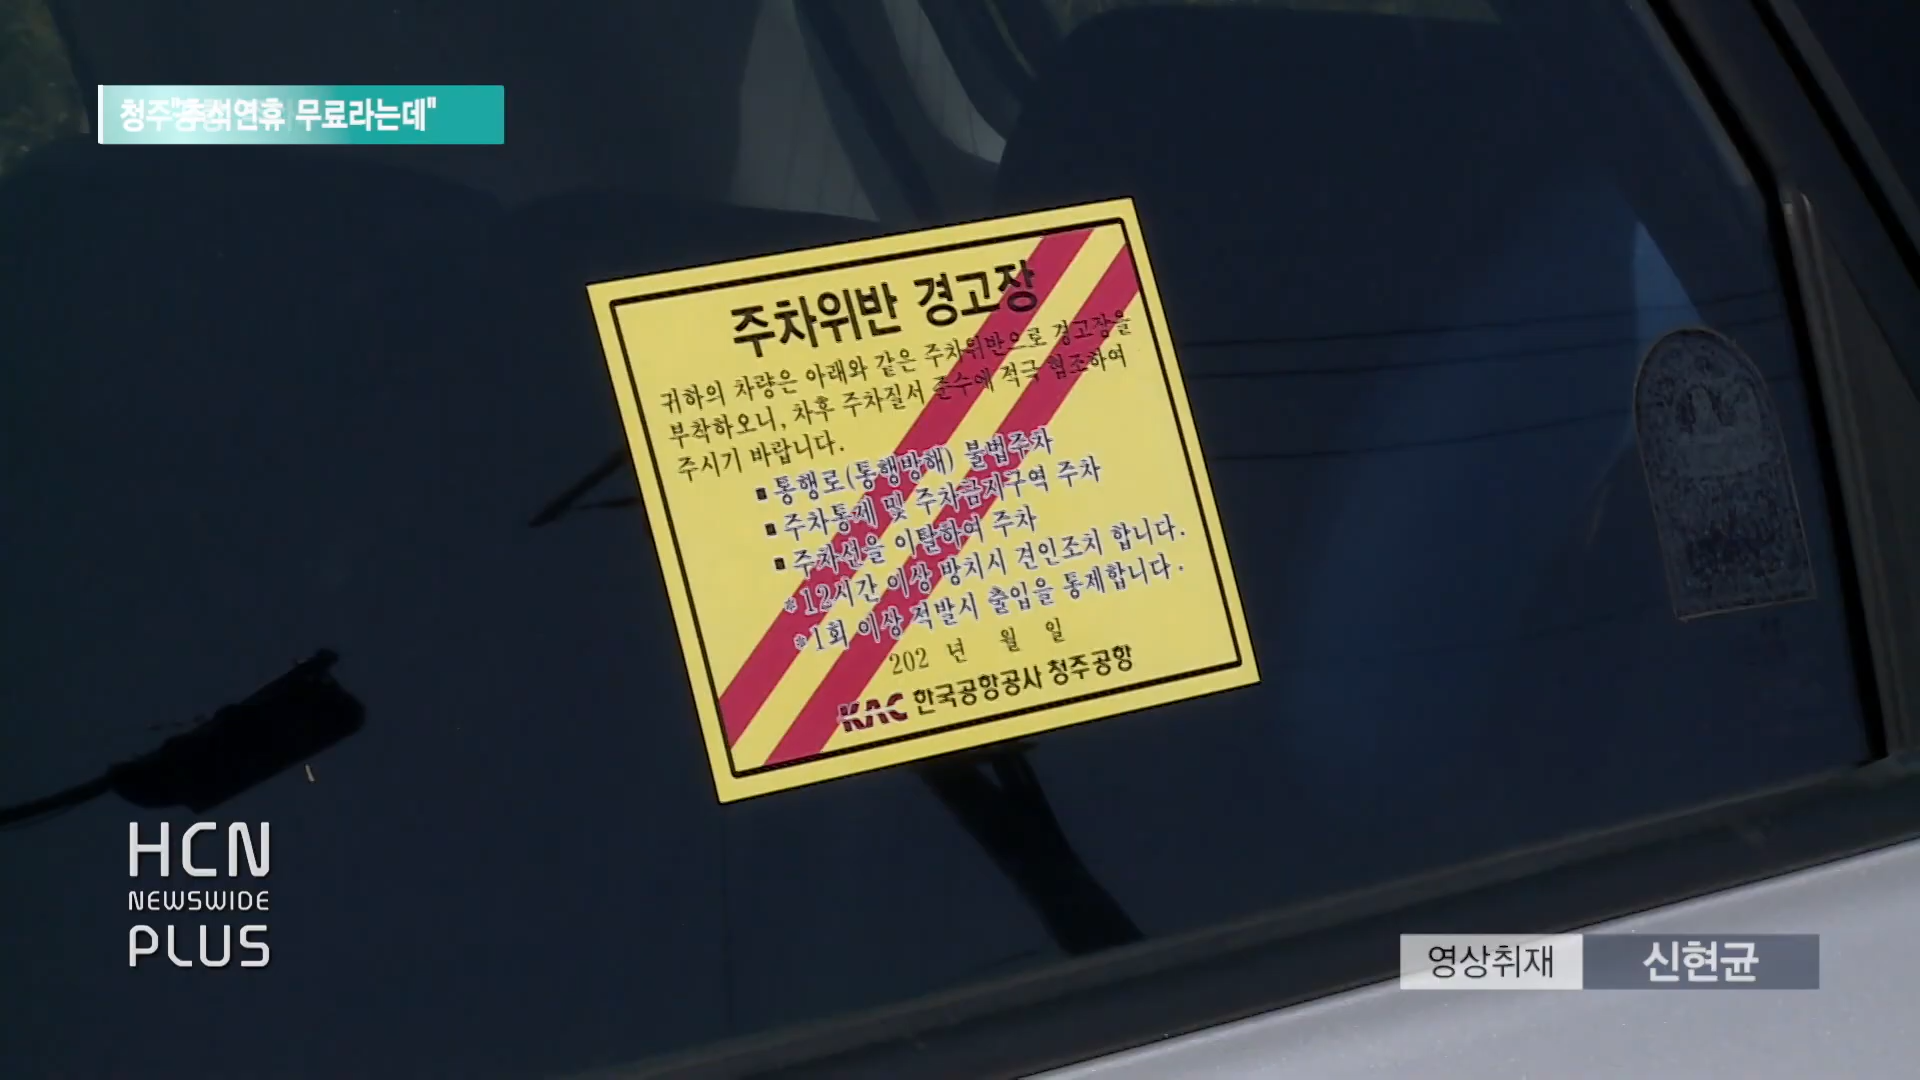 "추석연휴 무료라는데"
주차위반 경고장
귀하의 차량은 아래와 같은 주차위반으로 경고장을
부착하오니, 차후 주차질서 준수에 적극 협조하여
주시기 바랍니다.
■ 통행로(통행방해) 불법주차
■ 주차통제 및 주차금지구역 주차
■ 주차선을 이탈하여 주차
*12시간 이상 방치시 견인조치 합니다.
*1회 이상 적발시 출입을 통제합니다.
202 년 월 일
KAC 한국공항공사 청주공항
HCN
NEWSWIDE
PLUS
영상취재 신현균